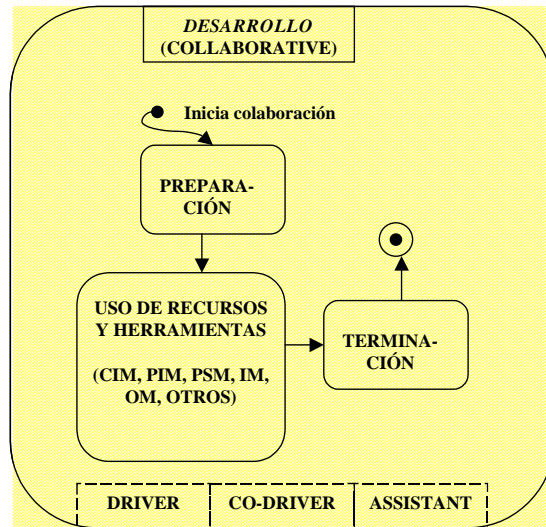 DESARROLLO
(COLLABORATIVE)
Inicia colaboración
PREPARA-
CIÓN
USO DE RECURSOS
Y HERRAMIENTAS
(CIM, PIM, PSM, IM,
OM, OTROS)
TERMINA-
CIÓN
DRIVER
CO-DRIVER
ASSISTANT